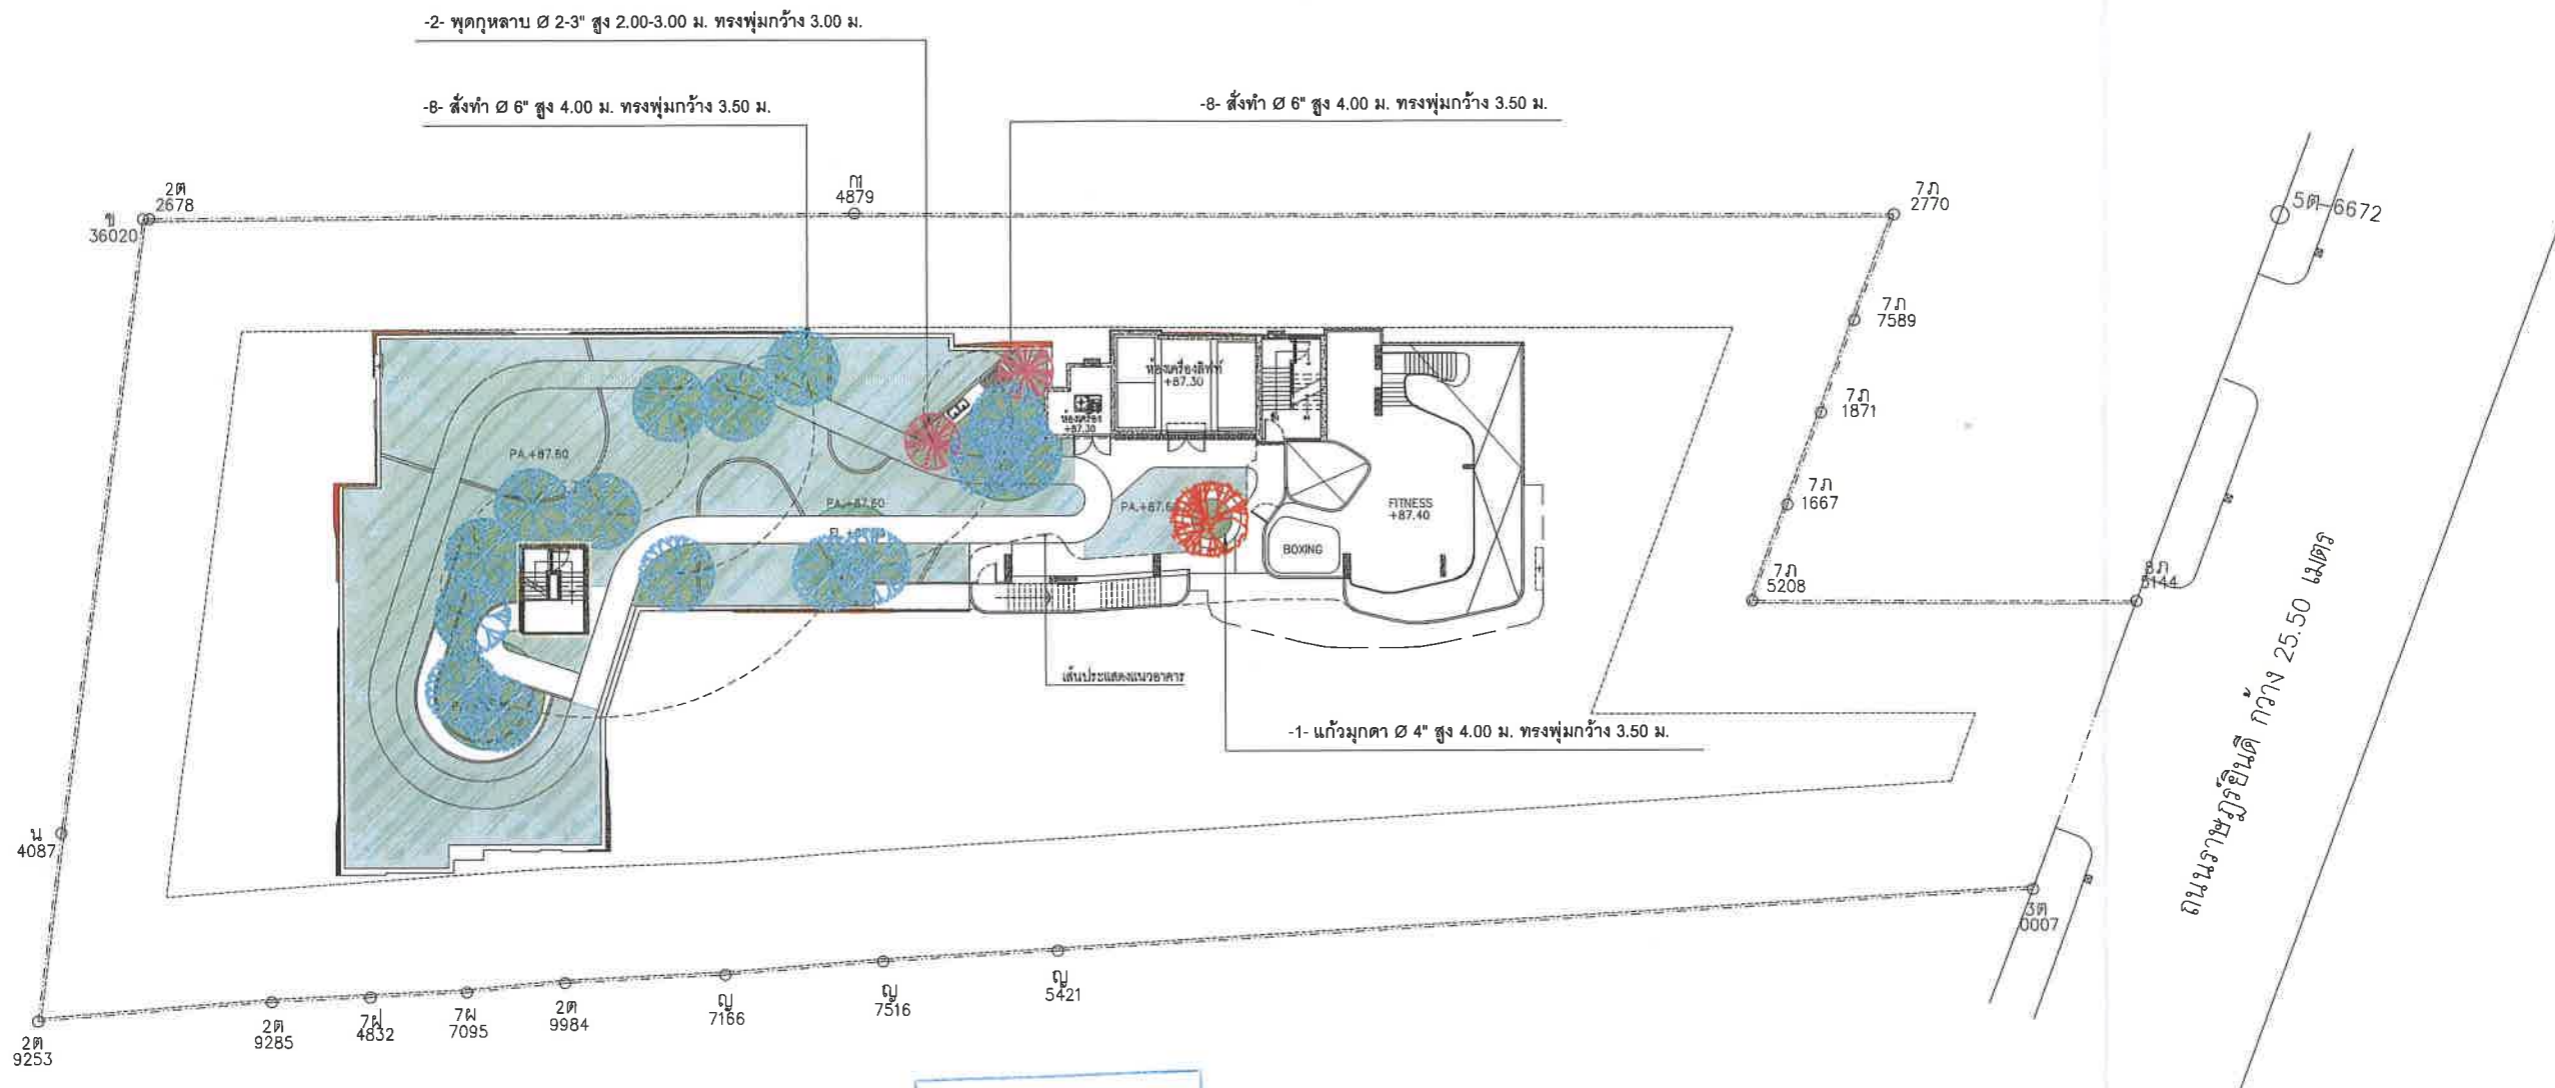 -2- พุดกุหลาบ Ø 2-3" สูง 2.00-3.00 ม. ทรงพุ่มกว้าง 3.00 ม.
-8- สั่งทำ Ø 6" สูง 4.00 ม. ทรงพุ่มกว้าง 3.50 ม.
-8- สั่งทำ Ø 6" สูง 4.00 ม. ทรงพุ่มกว้าง 3.50 ม.
2ต
2678
ข
36020
ก1
4879
7ภ
2770
5ต-6672
7ภ
7589
ห้องเครื่องลิฟท์
+87.30
ห้องเครื่อง
+87.30
7ภ
1871
PA.+87.60
PA.+87.60
PA.+87.6
FITNESS
+87.40
7ภ
1667
BOXING
7ภ
5208
8ภ
5144
เส้นประแสดงแนวอาคาร
-1- แก้วมุกดา Ø 4" สูง 4.00 ม. ทรงพุ่มกว้าง 3.50 ม.
ถนนราษฎร์ยินดี กว้าง 25.50 เมตร
น
4087
3ต
0007
ญ
5421
ญ
7516
ญ
7166
2ต
9984
7ผ
7095
7ฝ
4832
2ต
9285
2ต
9253